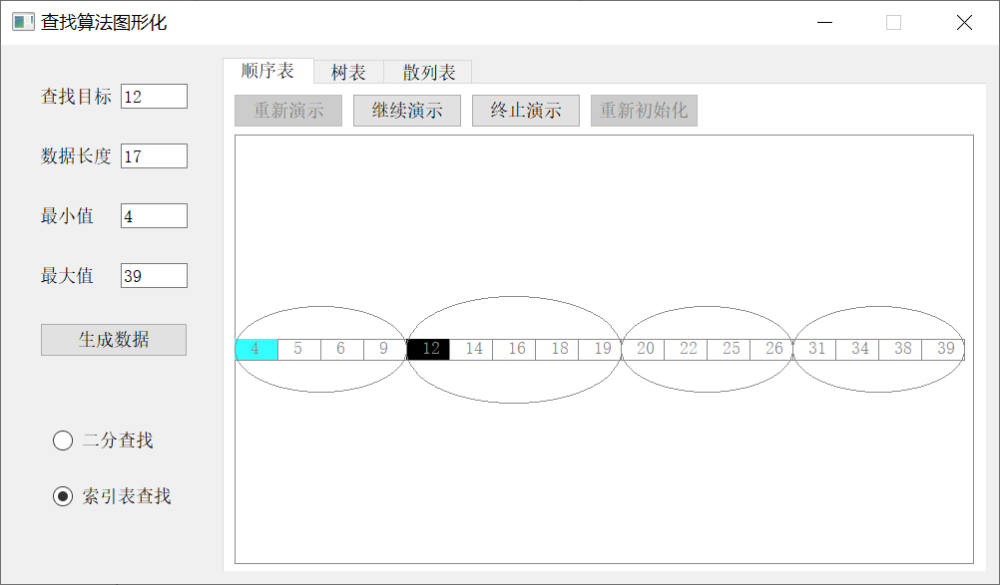 查找算法图形化
顺序表 树表 散列表
查找目标 12
数据长度 17
最小值 4
最大值 39
生成数据
二分查找
索引表查找
重新演示 继续演示 终止演示 重新初始化
4 5 6 9 12 14 16 18 19 20 22 25 26 31 34 38 39